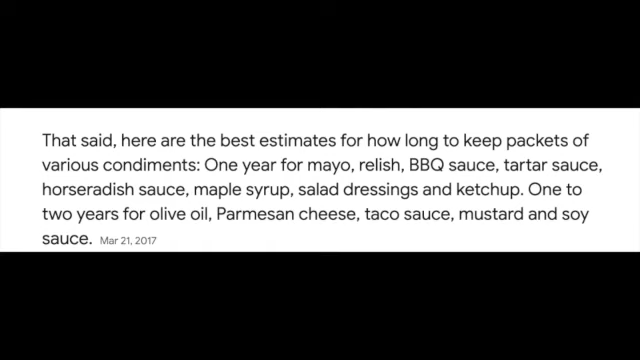 That said, here are the best estimates for how long to keep packets of
various condiments: One year for mayo, relish, BBQ sauce, tartar sauce,
horseradish sauce, maple syrup, salad dressings and ketchup. One to
two years for olive oil, Parmesan cheese, taco sauce, mustard and soy
sauce. Mar 21, 2017